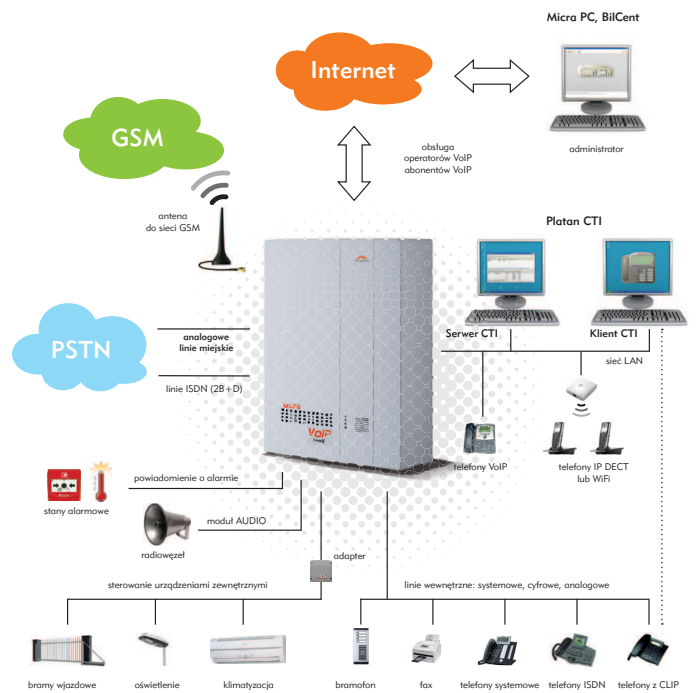 Micra PC, BilCent
Internet
administrator
obsługa
operatorów VoIP
abonentów VoIP
GSM
antena
do sieci GSM
Platan CTI
Serwer CTI
Klient CTI
sieć LAN
PSTN
analogowe
linie miejskie
linie ISDN (2B+D)
VoIP
telefony VoIP
telefony IP DECT
lub WiFi
powiadomienie o alarmie
stany alarmowe
moduł AUDIO
radiowęzeł
adapter
sterowanie urządzeniami zewnętrznymi
linie wewnętrzne: systemowe, cyfrowe, analogowe
bramy wjazdowe
oświetlenie
klimatyzacja
bramofon
fax
telefony systemowe
telefony ISDN
telefony z CLIP